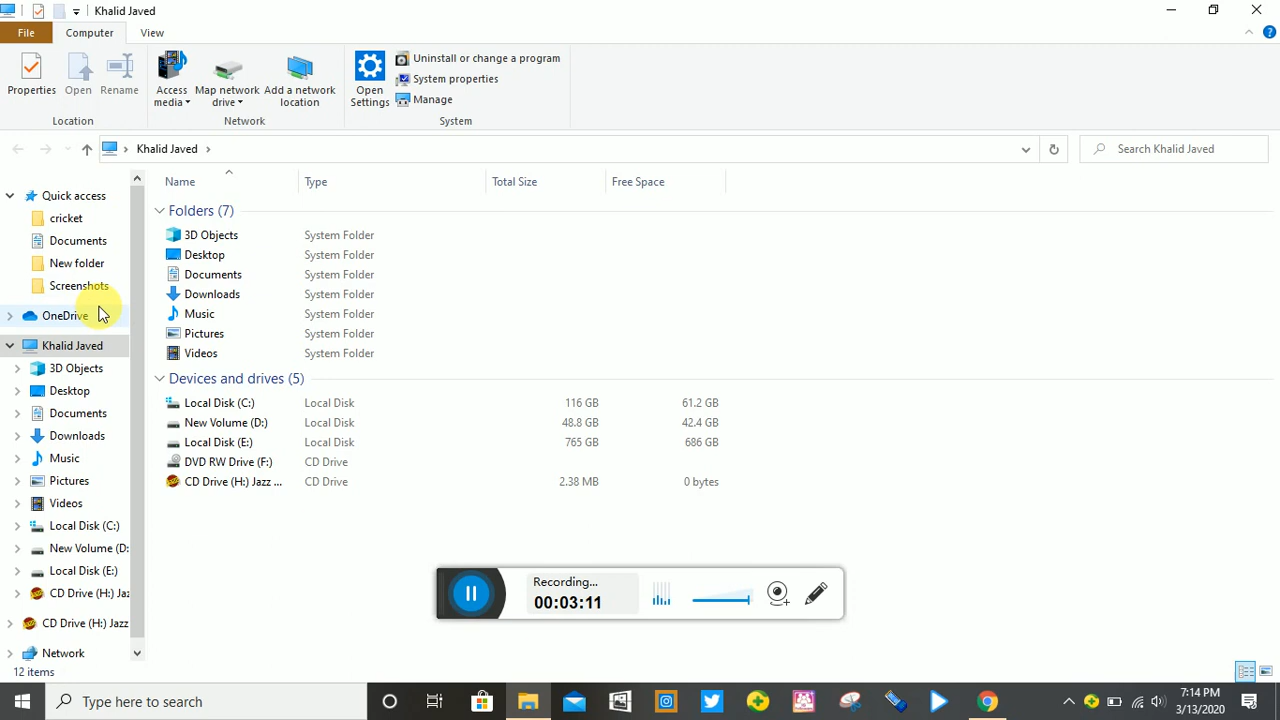 Khalid Javed
File
Computer
View
Properties
Open
Rename
Access media
Map network drive
Add a network location
Open Settings
Uninstall or change a program
System properties
Manage
Location
Network
System
Khalid Javed
Search Khalid Javed
Name
Type
Total Size
Free Space
Quick access
cricket
Documents
New folder
Screenshots
OneDrive
Khalid Javed
3D Objects
Desktop
Documents
Downloads
Music
Pictures
Videos
Local Disk (C:)
New Volume (D:
Local Disk (E:)
CD Drive (H:) Jaz
CD Drive (H:) Jazz
Network
Folders (7)
3D Objects System Folder
Desktop System Folder
Documents System Folder
Downloads System Folder
Music System Folder
Pictures System Folder
Videos System Folder
Devices and drives (5)
Local Disk (C:) Local Disk 116 GB 61.2 GB
New Volume (D:) Local Disk 48.8 GB 42.4 GB
Local Disk (E:) Local Disk 765 GB 686 GB
DVD RW Drive (F:) CD Drive
CD Drive (H:) Jazz ... CD Drive 2.38 MB 0 bytes
Recording...
00:03:11
12 items
Type here to search
7:14 PM
3/13/2020